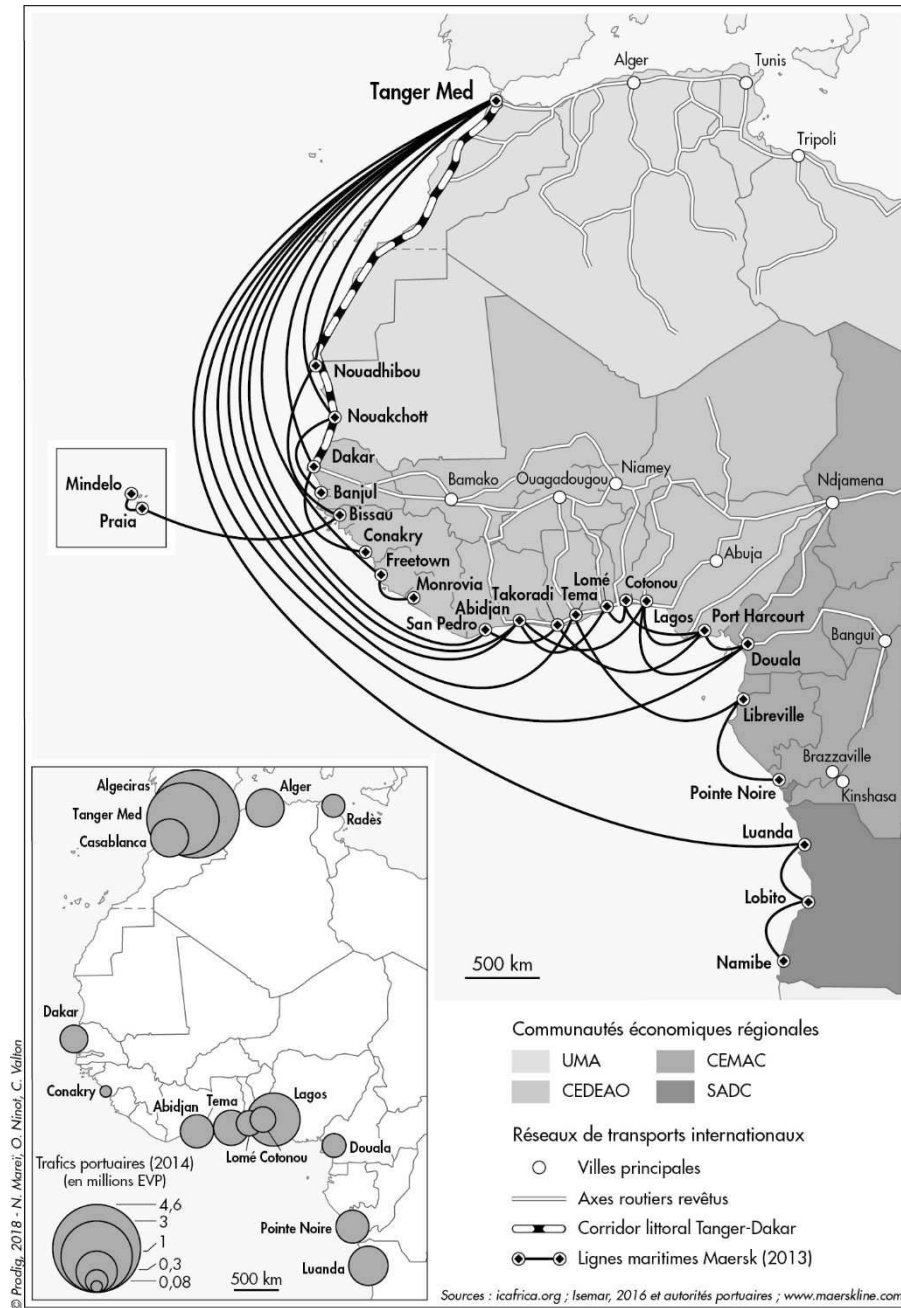 Alger
Tunis
Tanger Med
Tripoli
Nouadhibou
Nouakchott
Dakar
Banjul
Bissau
Mindelo
Praia
Conakry
Freetown
Monrovia
Bamako
Ouagadougou
Niamey
Ndjamena
Abuja
San Pedro
Abidjan
Takoradi
Tema
Lomé
Cotonou
Lagos
Port Harcourt
Douala
Bangui
Libreville
Brazzaville
Kinshasa
Pointe Noire
Luanda
Lobito
Namibe
500 km
Algeciras
Tanger Med
Casablanca
Alger
Radès
Dakar
Conakry
Abidjan
Tema
Lagos
Lomé
Cotonou
Douala
Pointe Noire
Luanda
Trafics portuaires (2014)
(en millions EVP)
4,6
3
1
0,3
0,08
500 km
Communautés économiques régionales
UMA
CEMAC
CEDEAO
SADC
Réseaux de transports internationaux
Villes principales
Axes routiers revêtus
Corridor littoral Tanger-Dakar
Lignes maritimes Maersk (2013)
Sources : icafrica.org ; Isemar, 2016 et autorités portuaires ; www.maerskline.com
© Prodig, 2018 - N. Mareï, O. Ninot, C. Valton